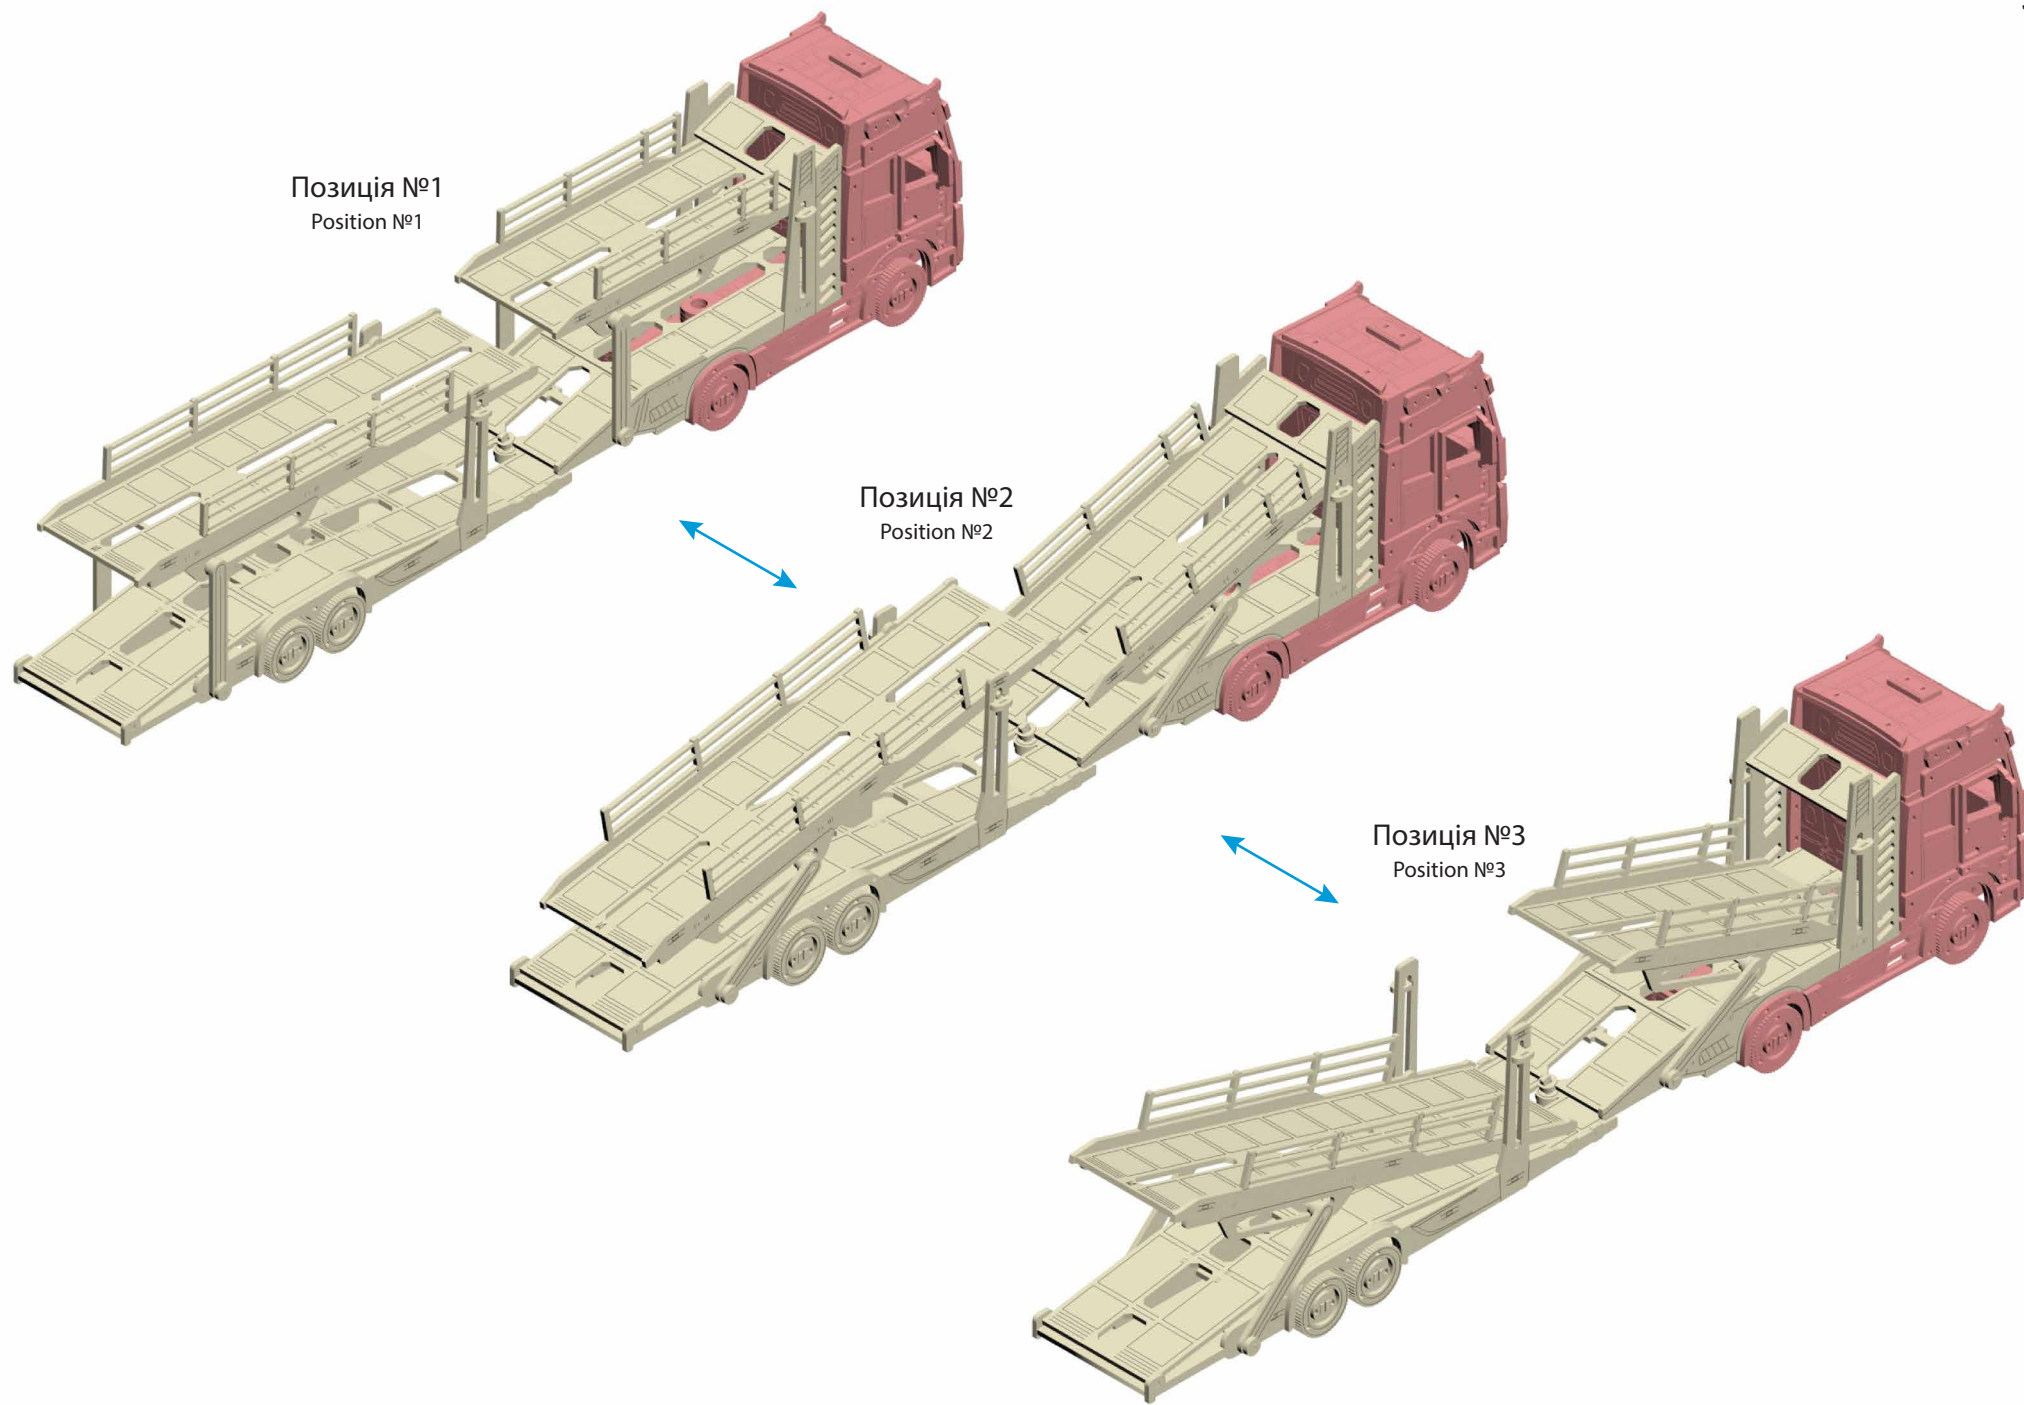 Позиція №1
Position №1
Позиція №2
Position №2
Позиція №3
Position №3